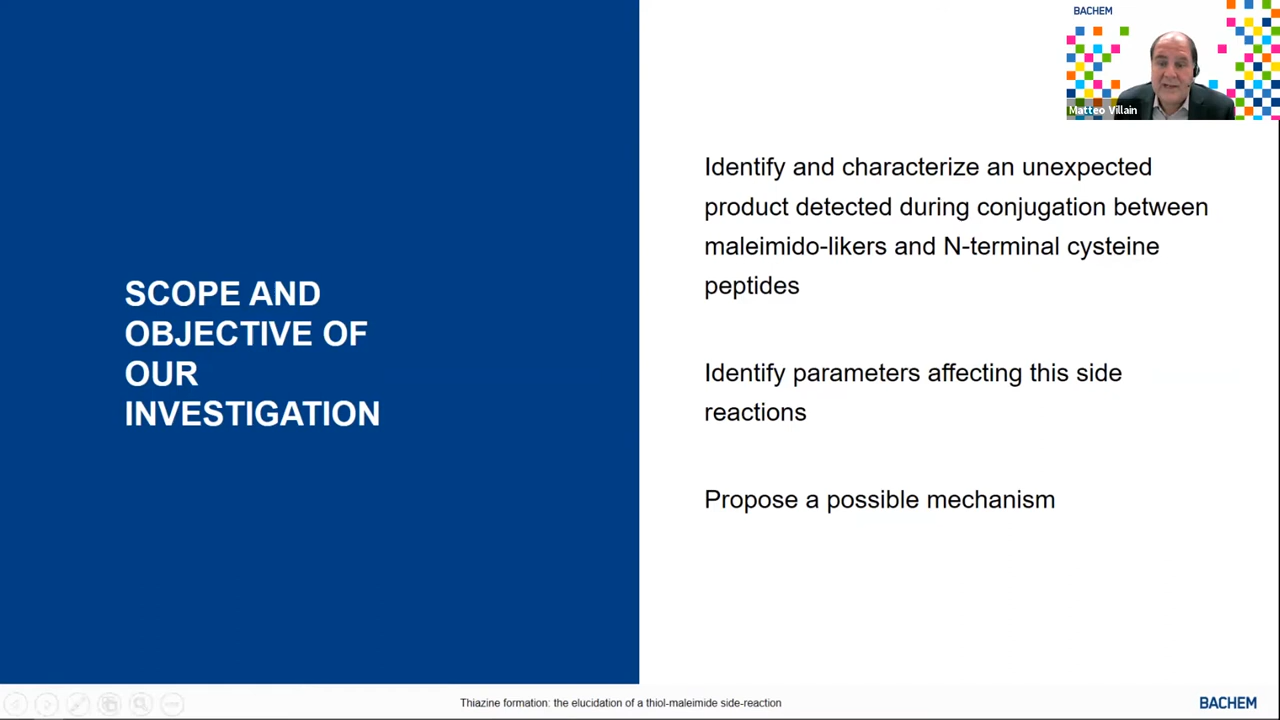 BACHEM
Matteo Villain
SCOPE AND
OBJECTIVE OF
OUR
INVESTIGATION
Identify and characterize an unexpected
product detected during conjugation between
maleimido-likers and N-terminal cysteine
peptides
Identify parameters affecting this side
reactions
Propose a possible mechanism
Thiazine formation: the elucidation of a thiol-maleimide side-reaction
BACHEM